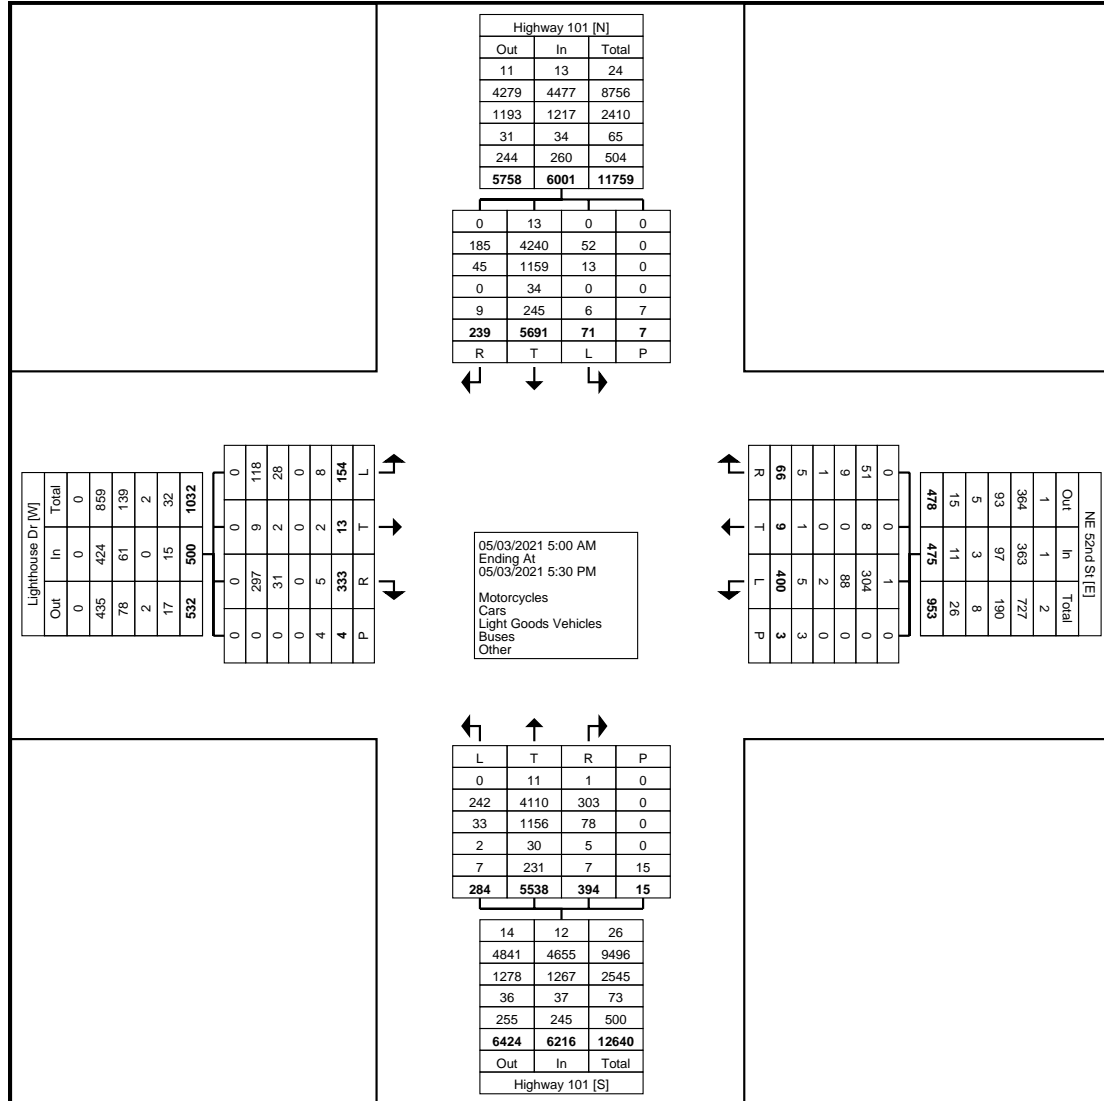 Highway 101 [N]
Out In Total
11 13 24
4279 4477 8756
1193 1217 2410
31 34 65
244 260 504
5758 6001 11759
0 13 0 0
185 4240 52 0
45 1159 13 0
0 34 0 0
9 245 6 7
239 5691 71 7
R T L P
Lighthouse Dr [W]
Total In Out
0 0 0
859 424 435
139 61 78
2 0 2
32 15 17
1032 500 532
0 0 0 0
118 9 297 0
28 2 31 0
0 0 0 0
8 2 5 4
154 13 333 4
L T R P
05/03/2021 5:00 AM
Ending At
05/03/2021 5:30 PM
Motorcycles
Cars
Light Goods Vehicles
Buses
Other
NE 52nd St [E]
Out In Total
1 1 2
364 363 727
93 97 190
5 3 8
15 11 26
478 475 953
0 0 1 0
51 8 304 0
9 0 88 0
1 0 2 0
5 1 5 3
66 9 400 3
R T L P
L T R P
0 11 1 0
242 4110 303 0
33 1156 78 0
2 30 5 0
7 231 7 15
284 5538 394 15
14 12 26
4841 4655 9496
1278 1267 2545
36 37 73
255 245 500
6424 6216 12640
Out In Total
Highway 101 [S]